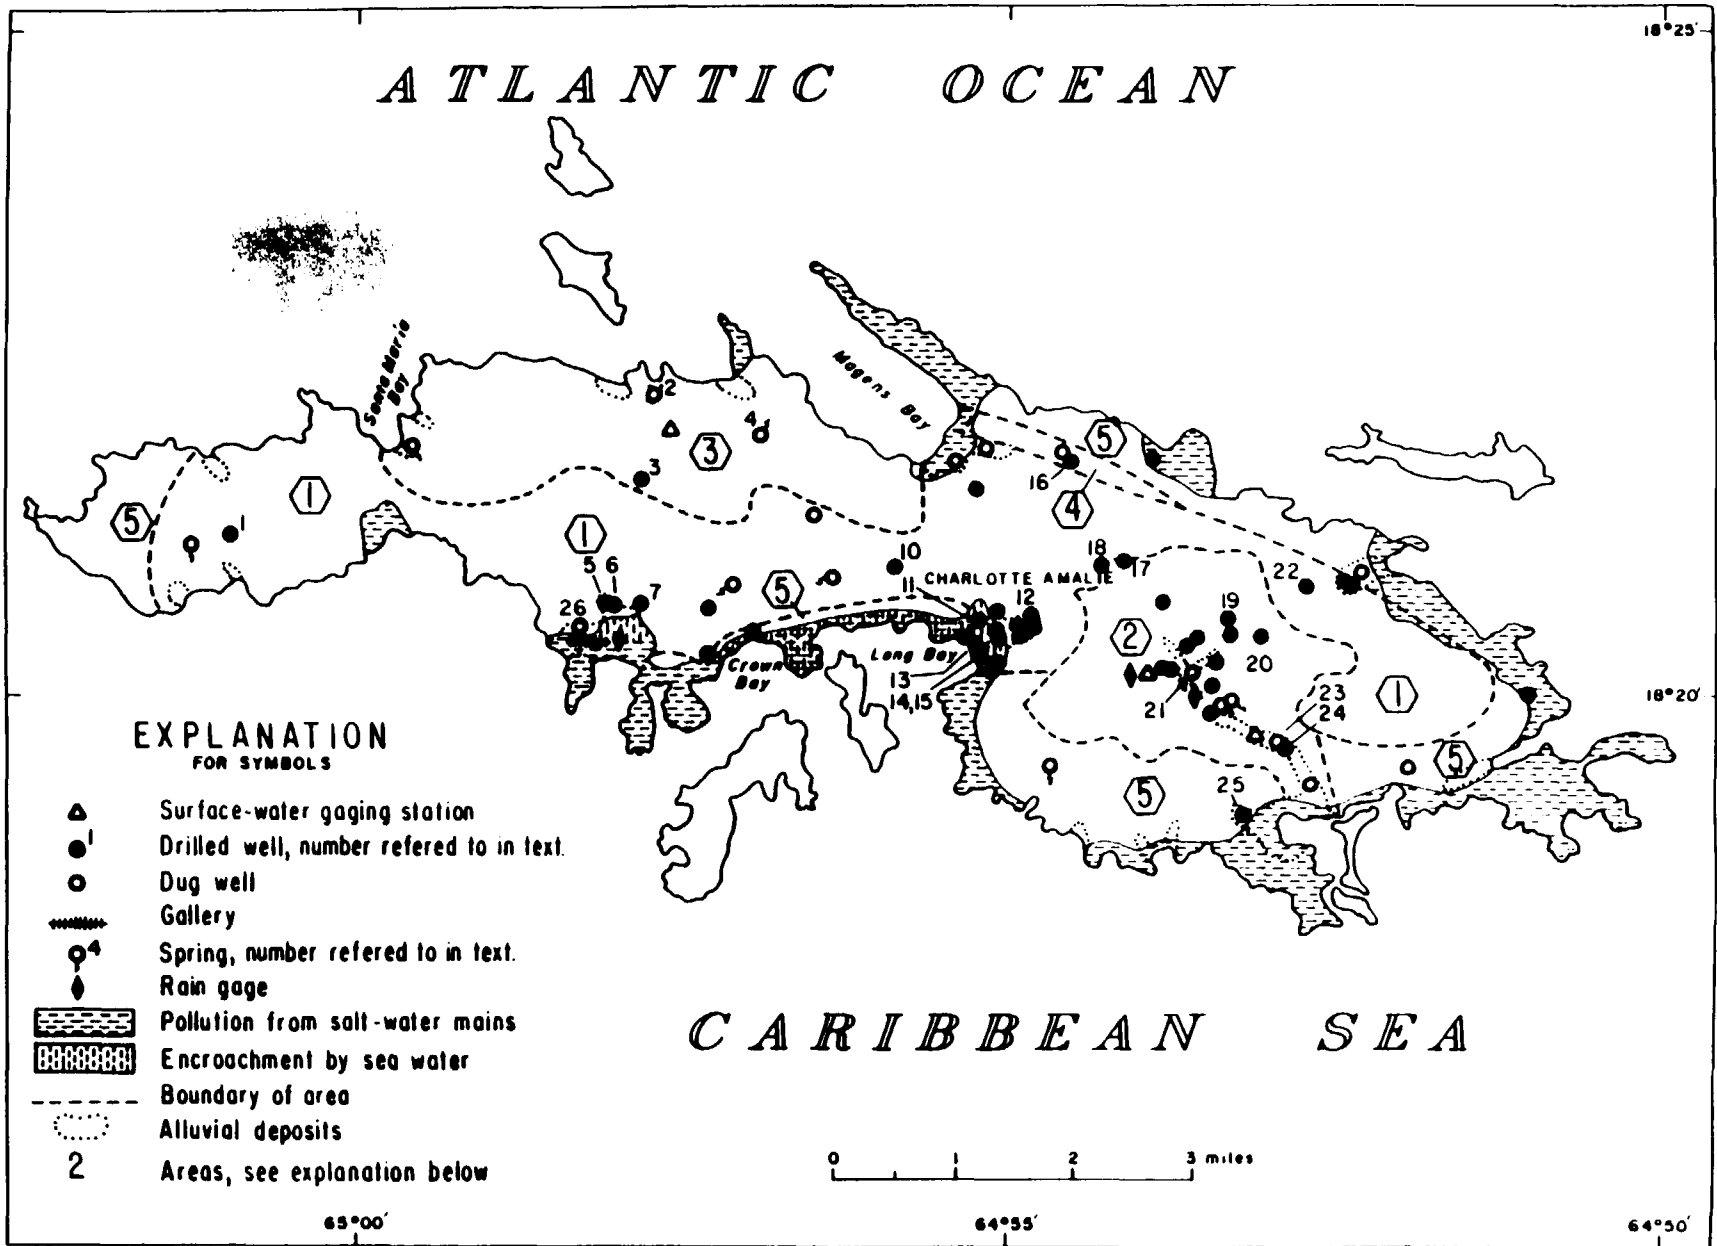 18°25'
ATLANTIC OCEAN
Santa Maria
Bay
Magens Bay
2
4
3
3
5
16
4
5
1
1
1
5 6
7
10
11
CHARLOTTE AMALIE
18
17
22
12
5
26
19
2
20
Crown
Bay
Long Bay
13
14,15
21
23
24
1
18°20'
5
5
25
EXPLANATION
FOR SYMBOLS
Surface-water gaging station
1 Drilled well, number refered to in text.
Dug well
Gallery
4 Spring, number refered to in text.
Rain gage
Pollution from salt-water mains
Encroachment by sea water
Boundary of area
Alluvial deposits
2 Areas, see explanation below
CARIBBEAN SEA
0 1 2 3 miles
65°00'
64°55'
64°50'